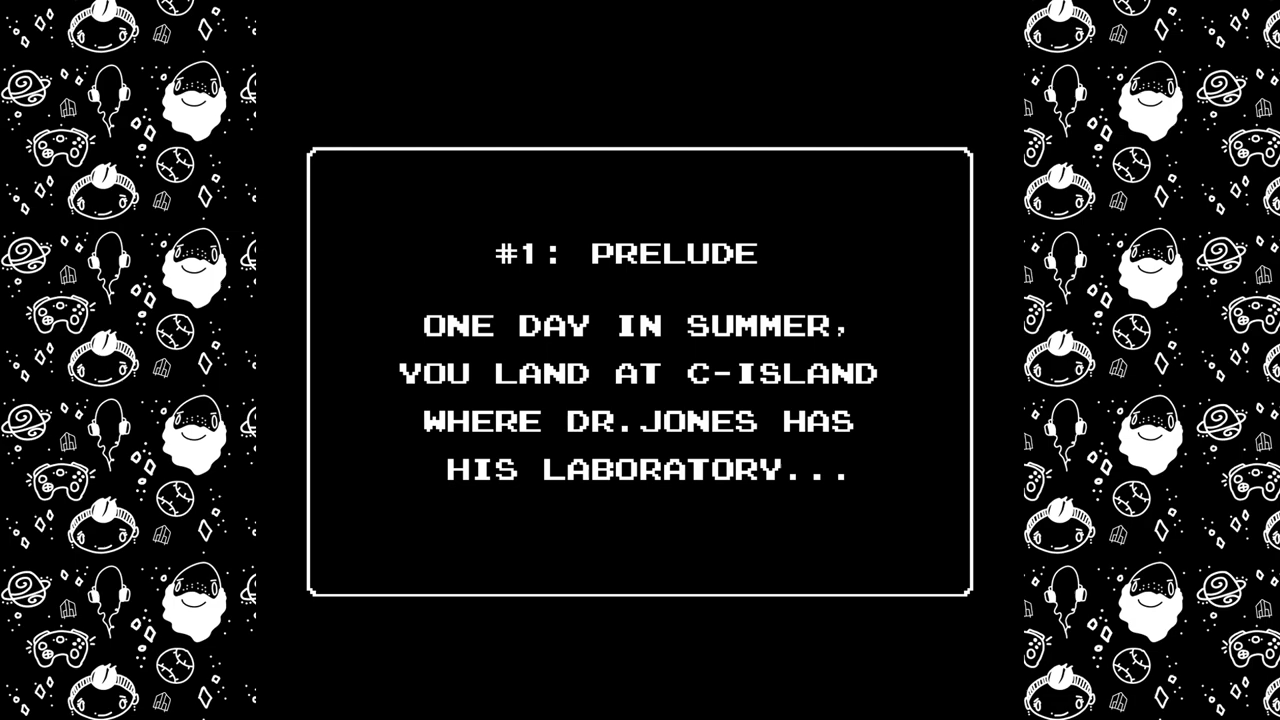 #1: PRELUDE
ONE DAY IN SUMMER,
YOU LAND AT C-ISLAND
WHERE DR.JONES HAS
HIS LABORATORY...